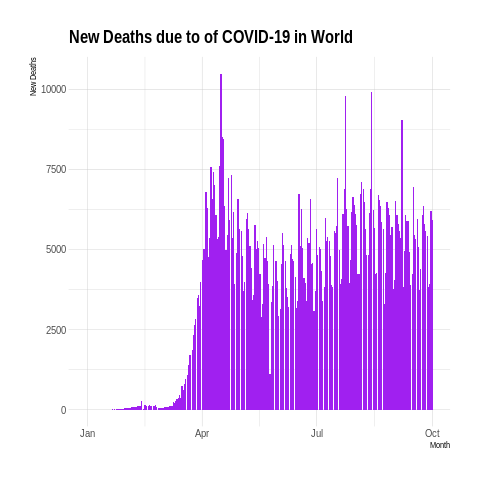 New Deaths due to of COVID-19 in World
New Deaths
10000
7500
5000
2500
0
Jan Apr Jul Oct
Month